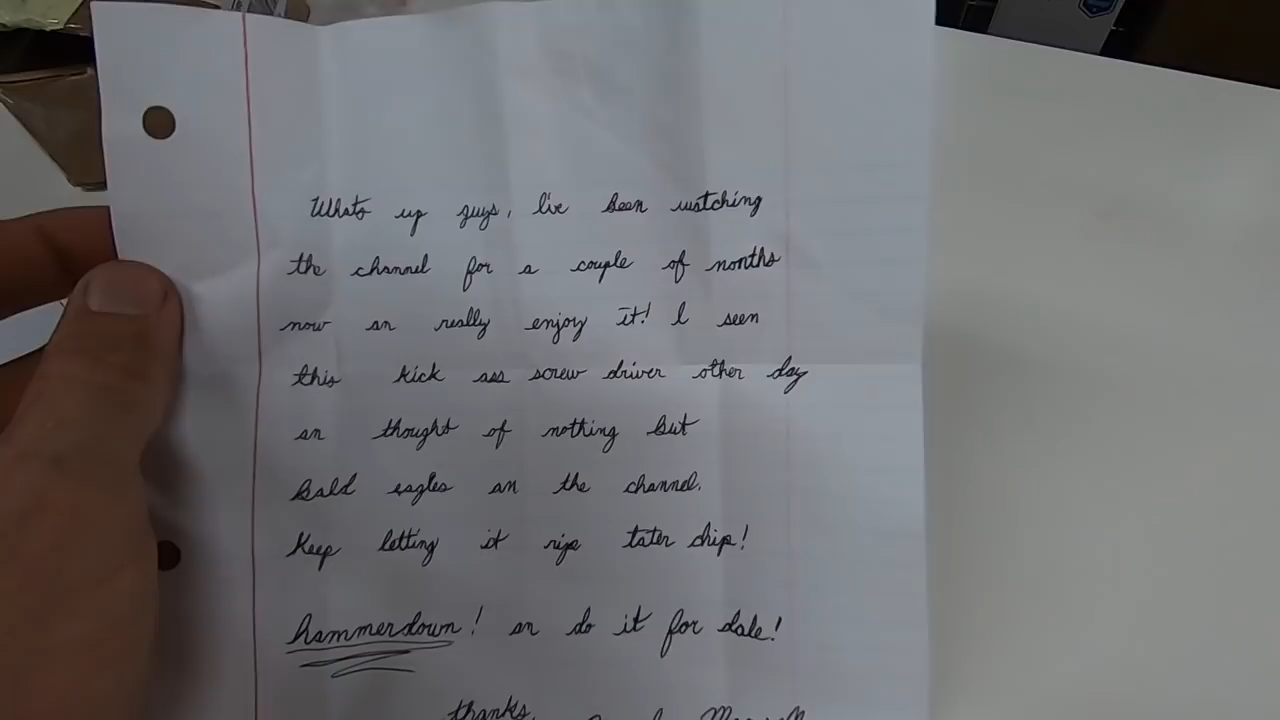 Whats up guys, I've been watching
the channel for a couple of months
now an really enjoy it! I seen
this kick ass screw driver other day
an thought of nothing but
bald eagles an the channel.
Keep letting it rip tater chip!
hammerdown! an do it for dale!
thanks,